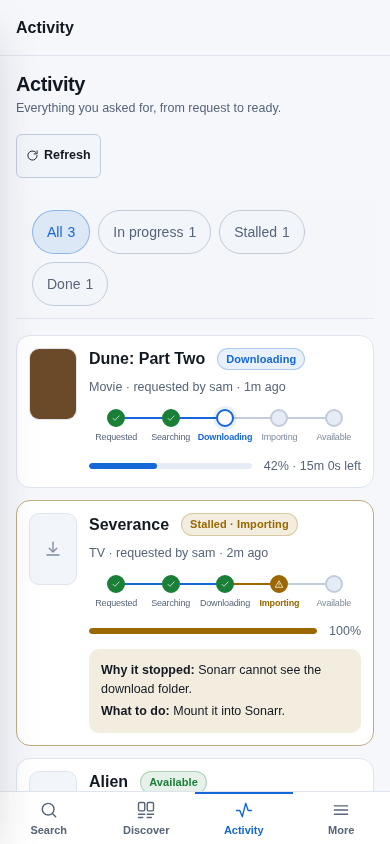 Activity
Activity
Everything you asked for, from request to ready.
Refresh
All 3
In progress 1
Stalled 1
Done 1
Dune: Part Two
Downloading
Movie · requested by sam · 1m ago
Requested
Searching
Downloading
Importing
Available
42% · 15m 0s left
Severance
Stalled · Importing
TV · requested by sam · 2m ago
Requested
Searching
Downloading
Importing
Available
100%
Why it stopped: Sonarr cannot see the
download folder.
What to do: Mount it into Sonarr.
Alien
Available
Search
Discover
Activity
More